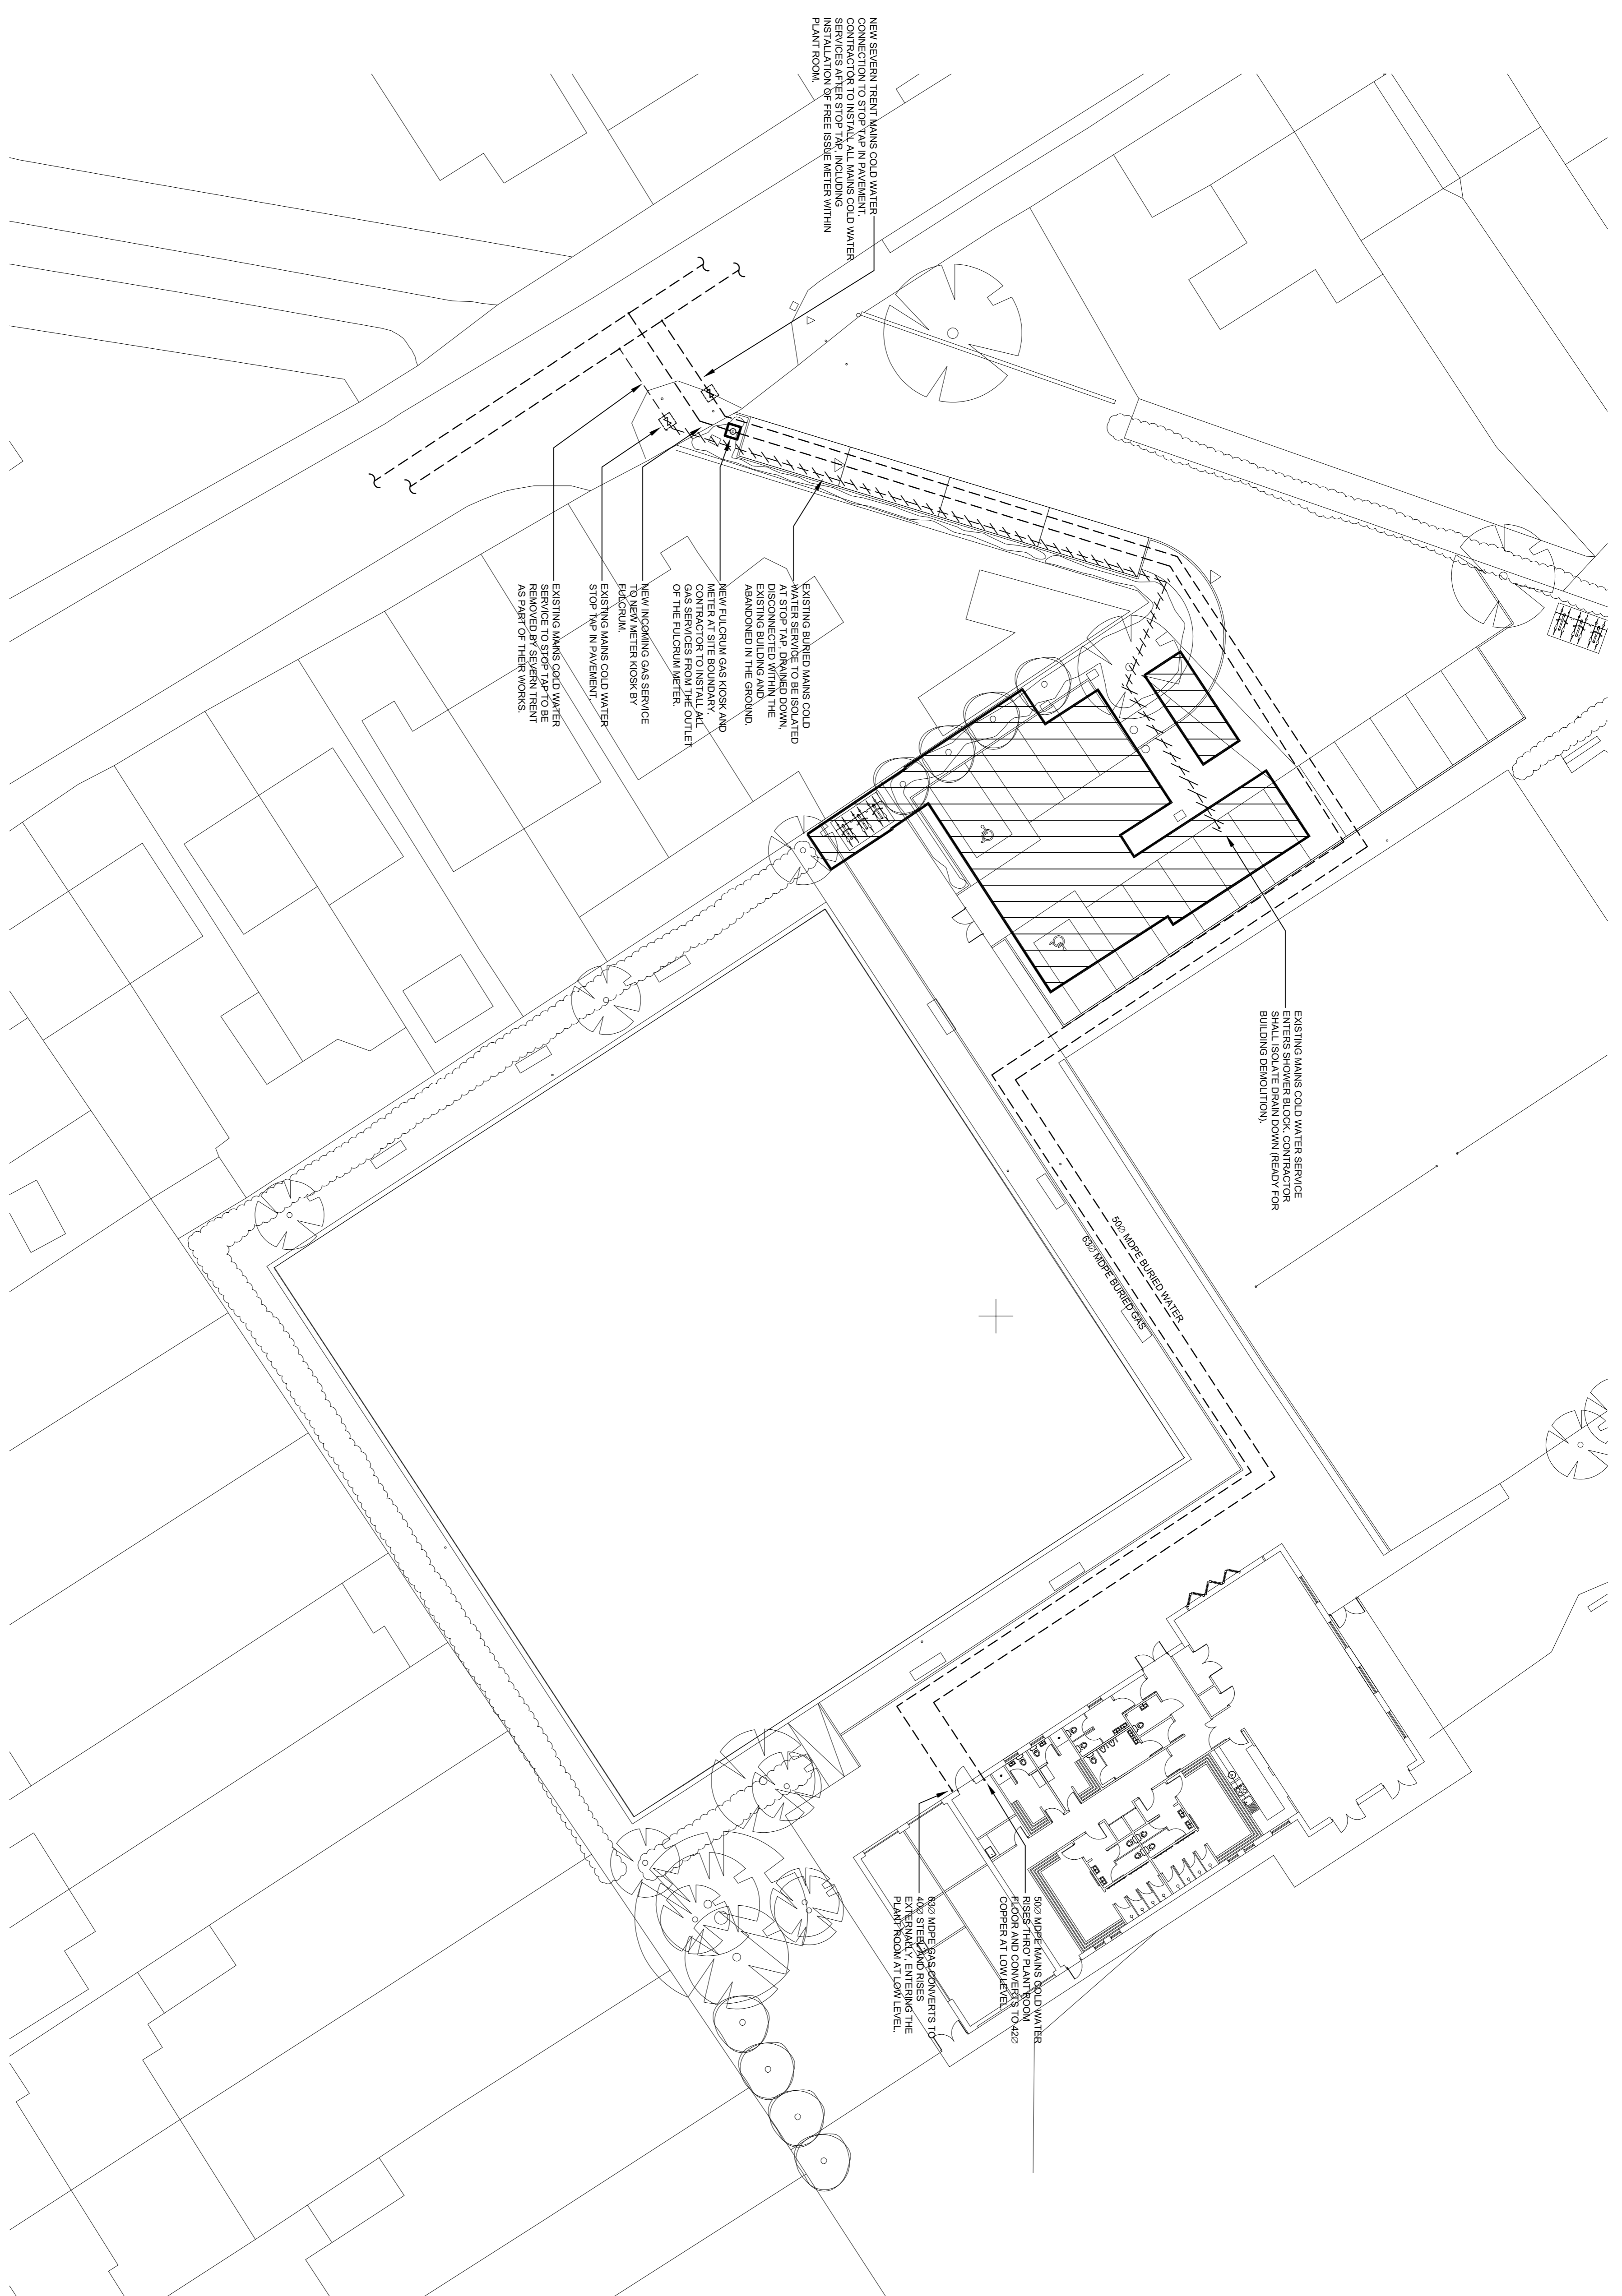 NEW SEVERN TRENT MAINS COLD WATER
CONNECTION TO STOP TAP IN PAVEMENT.
CONTRACTOR TO INSTALL ALL MAINS COLD WATER
SERVICES AFTER STOP TAP, INCLUDING
INSTALLATION OF FREE ISSUE METER WITHIN
PLANT ROOM.
EXISTING BURIED MAINS COLD
WATER SERVICE TO BE ISOLATED
AT STOP TAP, DRAINED DOWN,
DISCONNECTED WITHIN THE
EXISTING BUILDING AND
ABANDONED IN THE GROUND.
NEW FULCRUM GAS KIOSK AND
METER AT SITE BOUNDARY.
CONTRACTOR TO INSTALL ALL
GAS SERVICES FROM THE OUTLET
OF THE FULCRUM METER.
NEW INCOMING GAS SERVICE
TO NEW METER KIOSK BY
FULCRUM.
EXISTING MAINS COLD WATER
STOP TAP IN PAVEMENT.
EXISTING MAINS COLD WATER
SERVICE TO STOP TAP TO BE
REMOVED BY SEVERN TRENT
AS PART OF THEIR WORKS.
EXISTING MAINS COLD WATER SERVICE
ENTERS SHOWER BLOCK. CONTRACTOR
SHALL ISOLATE DRAIN DOWN (READY FOR
BUILDING DEMOLITION).
50∅ MDPE BURIED WATER
63∅ MDPE BURIED GAS
50∅ MDPE MAINS COLD WATER
RISES THRO' PLANT ROOM
FLOOR AND CONVERTS TO 42∅
COPPER AT LOW LEVEL.
63∅ MDPE GAS CONVERTS TO
40∅ STEEL AND RISES
EXTERNALLY, ENTERING THE
PLANT ROOM AT LOW LEVEL.